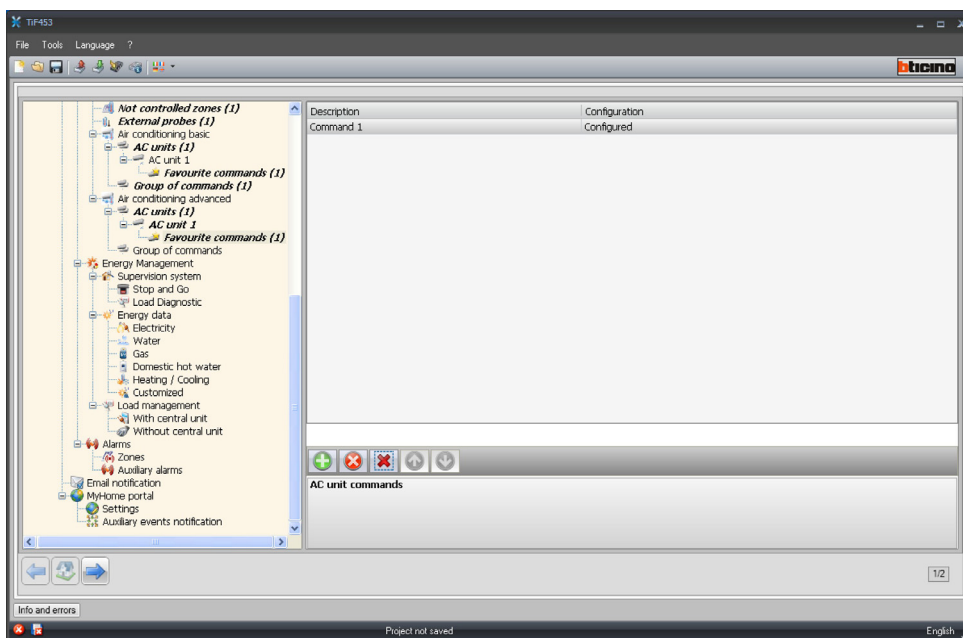 TiF453
File Tools Language ?
bticino
Not controlled zones (1)
External probes (1)
Air conditioning basic
AC units (1)
AC unit 1
Favourite commands (1)
Group of commands (1)
Air conditioning advanced
AC units (1)
AC unit 1
Favourite commands (1)
Group of commands
Energy Management
Supervision system
Stop and Go
Load Diagnostic
Energy data
Electricity
Water
Gas
Domestic hot water
Heating / Cooling
Customized
Load management
With central unit
Without central unit
Alarms
Zones
Auxiliary alarms
Email notification
MyHome portal
Settings
Auxiliary events notification
Description Configuration
Command 1 Configured
AC unit commands
1/2
Info and errors
Project not saved English